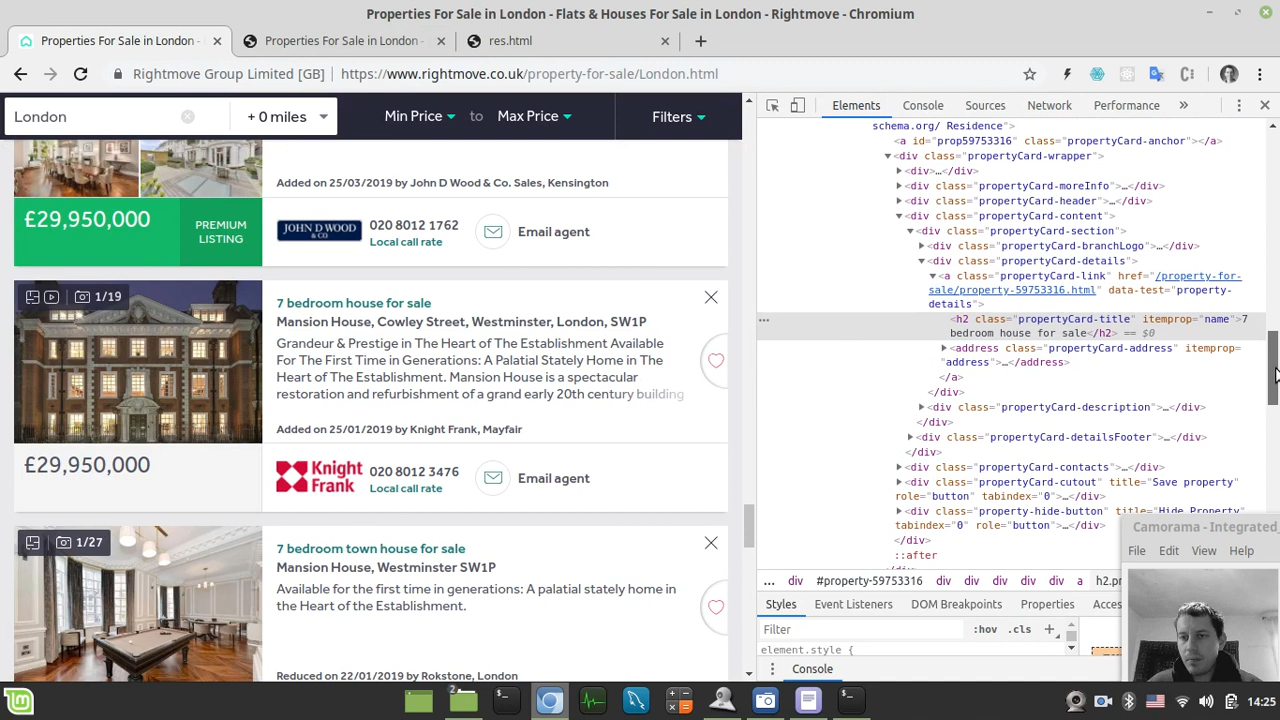 Properties For Sale in London - Flats & Houses For Sale in London - Rightmove - Chromium
Properties For Sale in London -
Properties For Sale in London -
res.html
Rightmove Group Limited [GB]
https://www.rightmove.co.uk/property-for-sale/London.html
London
+ 0 miles
Min Price
to
Max Price
Filters
Added on 25/03/2019 by John D Wood & Co. Sales, Kensington
£29,950,000
PREMIUM
LISTING
JOHN D WOOD
& CO
020 8012 1762
Local call rate
Email agent
1/19
7 bedroom house for sale
Mansion House, Cowley Street, Westminster, London, SW1P
Grandeur & Prestige in The Heart of The Establishment Available
For The First Time in Generations: A Palatial Stately Home in The
Heart of The Establishment. Mansion House is a spectacular
restoration and refurbishment of a grand early 20th century building
Added on 25/01/2019 by Knight Frank, Mayfair
£29,950,000
Knight
Frank
020 8012 3476
Local call rate
Email agent
1/27
7 bedroom town house for sale
Mansion House, Westminster SW1P
Available for the first time in generations: A palatial stately home in
the Heart of the Establishment.
Reduced on 22/01/2019 by Rokstone, London
Elements
Console
Sources
Network
Performance
schema.org/ Residence">
<a id="prop59753316" class="propertyCard-anchor"></a>
<div class="propertyCard-wrapper">
<div>…</div>
<div class="propertyCard-moreInfo">…</div>
<div class="propertyCard-header">…</div>
<div class="propertyCard-content">
<div class="propertyCard-section">
<div class="propertyCard-branchLogo">…</div>
<div class="propertyCard-details">
<a class="propertyCard-link" href="/property-for-
sale/property-59753316.html" data-test="property-
details">
<h2 class="propertyCard-title" itemprop="name">7
bedroom house for sale</h2> == $0
<address class="propertyCard-address" itemprop=
"address">…</address>
</a>
</div>
<div class="propertyCard-description">…</div>
</div>
<div class="propertyCard-detailsFooter">…</div>
</div>
<div class="propertyCard-contacts">…</div>
<div class="propertyCard-cutout" title="Save property"
role="button" tabindex="0">…</div>
<div class="property-hide-button" title="Hide Property"
tabindex="0" role="button">…</div>
</div>
::after
... div #property-59753316 div div div div a h2.pr
Styles
Event Listeners
DOM Breakpoints
Properties
Acces
Filter
:hov .cls
element.style {
Console
Camorama - Integrated
File Edit View Help
2
14:25